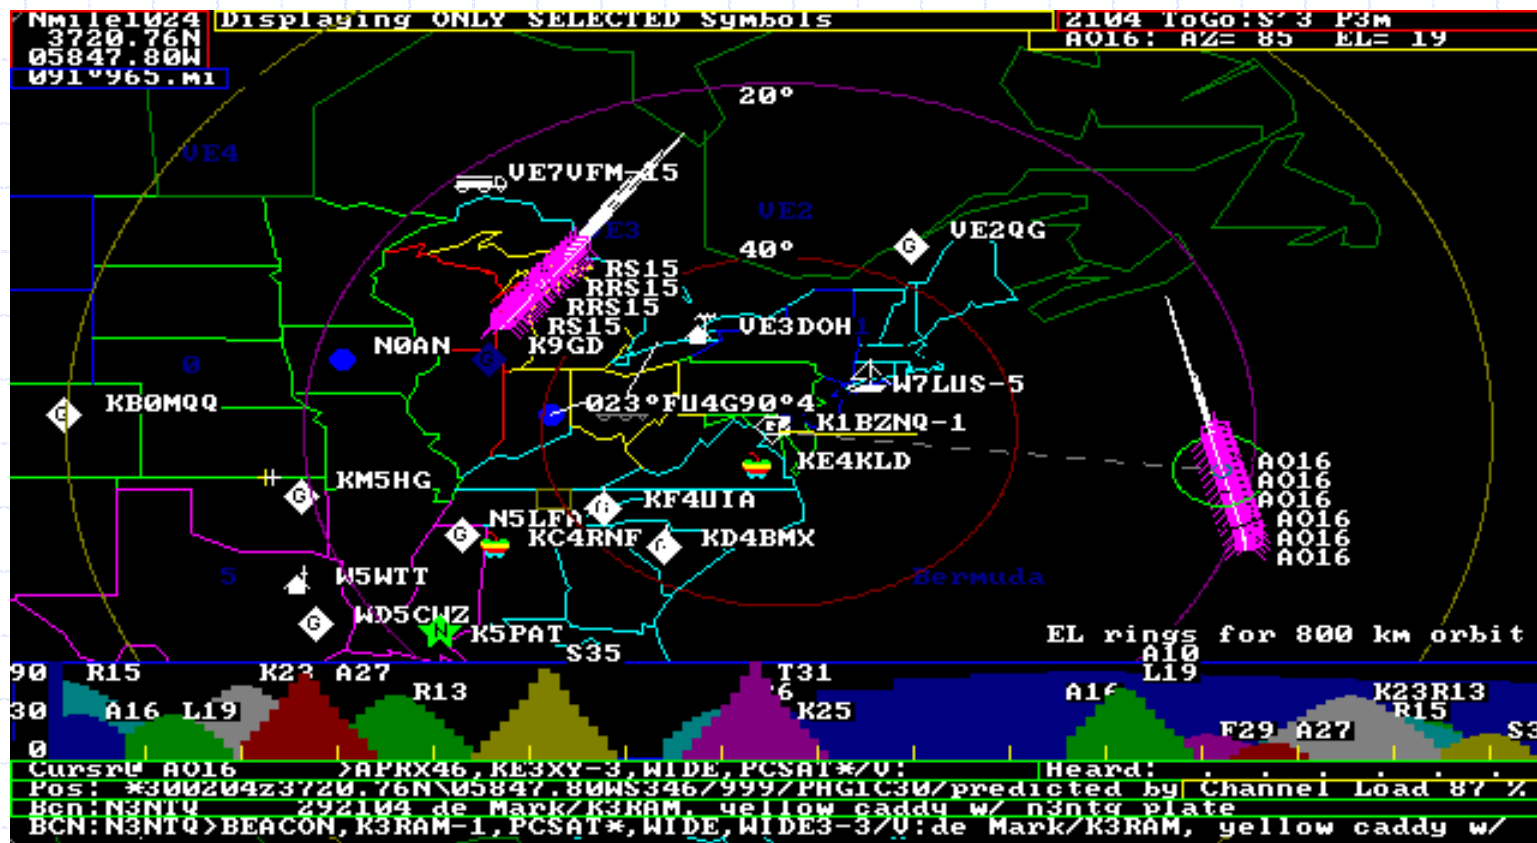 Nmile1024
Displaying ONLY SELECTED Symbols
2104 ToGo:S'3 P3m
3720.76N
05847.80W
091°965.mi
AO16: AZ= 85 EL= 19
20°
VE4
VE7VFM-15
VE2
E3
VE2QG
40°
RS15
RRS15
RRS15
RS15
VE3DOH
1
N0AN
K9GD
0
W7LUS-5
KB0MQQ
023°FU4G90°4
K1BZNQ-1
KE4KLD
AO16
AO16
AO16
AO16
AO16
AO16
KM5HG
KF4UIA
N5LFA
KC4RNF
KD4BMX
5
W5WTT
Bermuda
WD5CWZ
K5PAT
EL rings for 800 km orbit
S35
A10
L19
90
R15
K23
A27
T31
R13
6
A16
K23R13
30
A16
L19
K25
R15
F29
A27
S3
0
Cursr@ AO16 >APRX46,KE3XY-3,WIDE,PCSAT*/V:
Heard: . . . . . .
Pos: *300204z3720.76N\05847.80WS346/999/PHG1C30/predicted by
Channel Load 87 %
Bcn:N3NTQ 292104 de Mark/K3RAM, yellow caddy w/ n3ntq plate
BCN:N3NTQ>BEACON,K3RAM-1,PCSAT*,WIDE,WIDE3-3/V:de Mark/K3RAM, yellow caddy w/